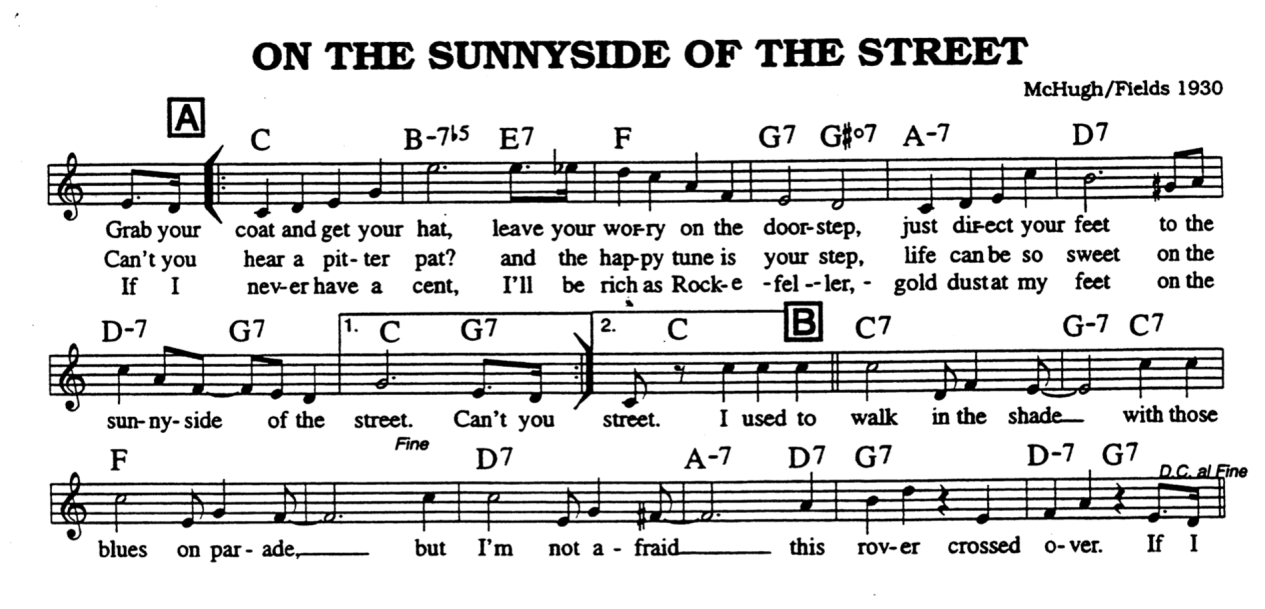 ON THE SUNNYSIDE OF THE STREET
McHugh/Fields 1930
A
C B-7♭5 E7 F G7 G#o7 A-7 D7
Grab your coat and get your hat, leave your wor-ry on the door-step, just dir-ect your feet to the
Can't you hear a pit-ter pat? and the hap-py tune is your step, life can be so sweet on the
If I nev-er have a cent, I'll be rich as Rock-e -fel --ler, - gold dust at my feet on the
D-7 G7 1. C G7 2. C B C7 G-7 C7
sun-ny-side of the street. Can't you street. I used to walk in the shade with those
Fine
F D7 A-7 D7 G7 D-7 G7 D.C. al Fine
blues on par-ade, but I'm not a-fraid this rov-er crossed o-ver. If I